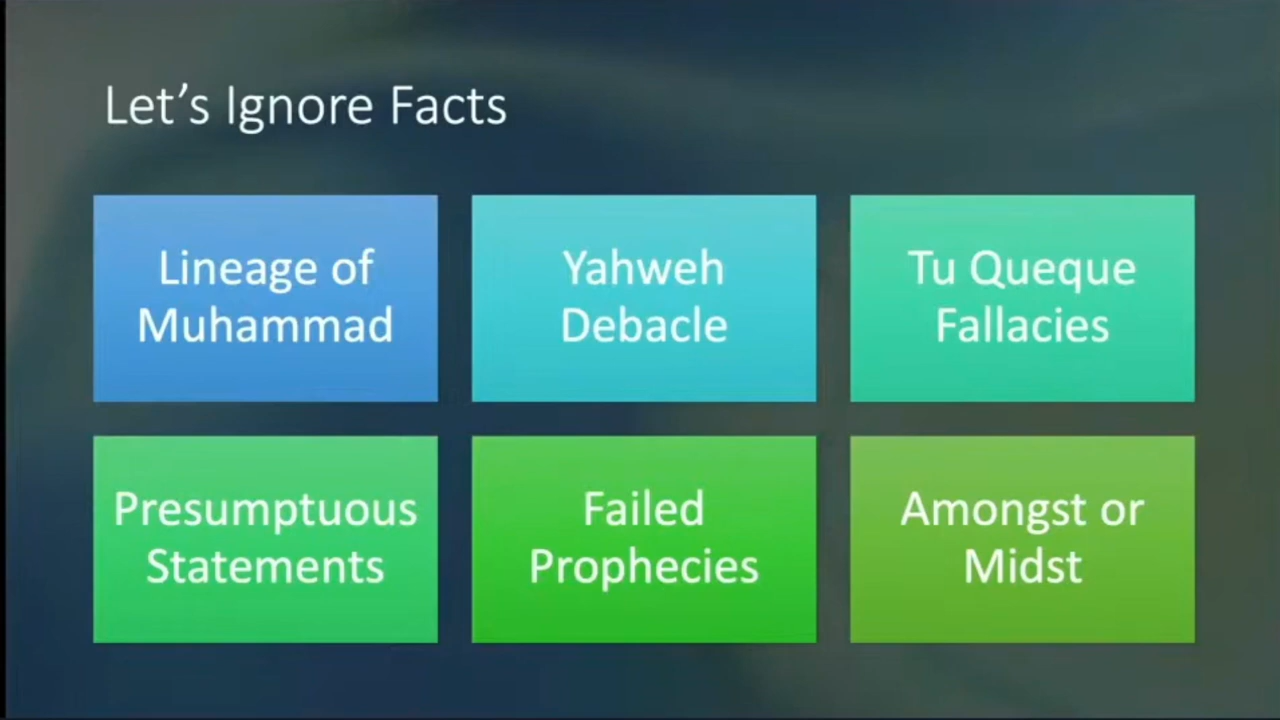 Let's Ignore Facts
Lineage of
Muhammad
Yahweh
Debacle
Tu Queque
Fallacies
Presumptuous
Statements
Failed
Prophecies
Amongst or
Midst